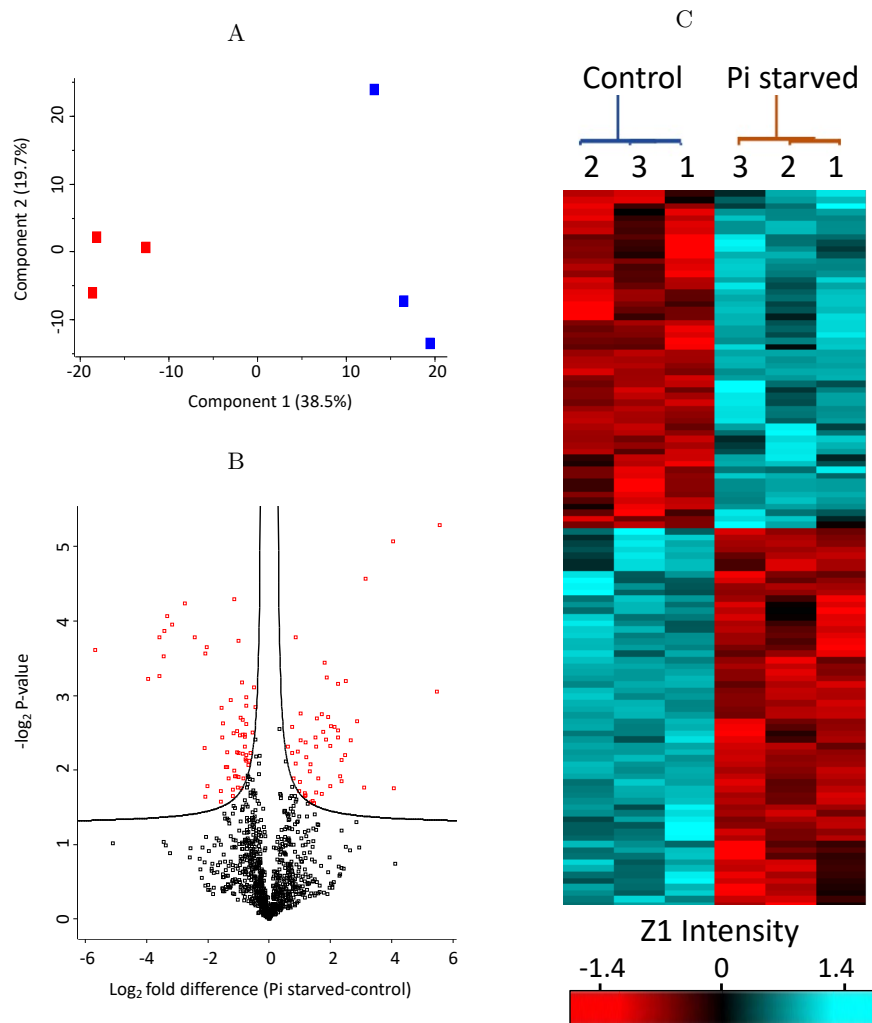 A
Component 2 (19.7%)
20
10
0
-10
-20
-10
0
10
20
Component 1 (38.5%)
B
-log2 P-value
5
4
3
2
1
0
-6
-4
-2
0
2
4
6
Log2 fold difference (Pi starved-control)
C
Control Pi starved
2 3 1 3 2 1
Z1 Intensity
-1.4 0 1.4